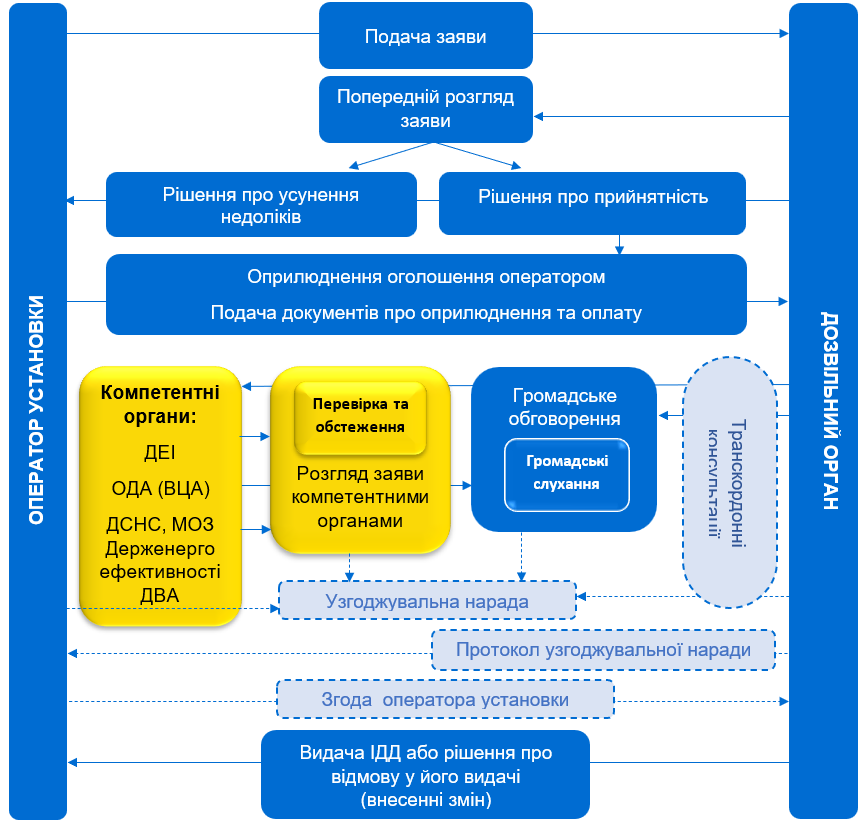 Подача заяви
Попередній розгляд
заяви
Рішення про усунення
недоліків
Рішення про прийнятність
Оприлюднення оголошення оператором
Подача документів про оприлюднення та оплату
ОПЕРАТОР УСТАНОВКИ
ДОЗВІЛЬНИЙ ОРГАН
Компетентні
органи:
ДЕІ
ОДА (ВЦА)
ДСНС, МОЗ
Держенерго
ефективності
ДВА
Перевірка та
обстеження
Розгляд заяви
компетентними
органами
Громадське
обговорення
Громадські
слухання
Транскордонні
консультації
Узгоджувальна нарада
Протокол узгоджувальної наради
Згода оператора установки
Видача ІДД або рішення про
відмову у його видачі
(внесенні змін)